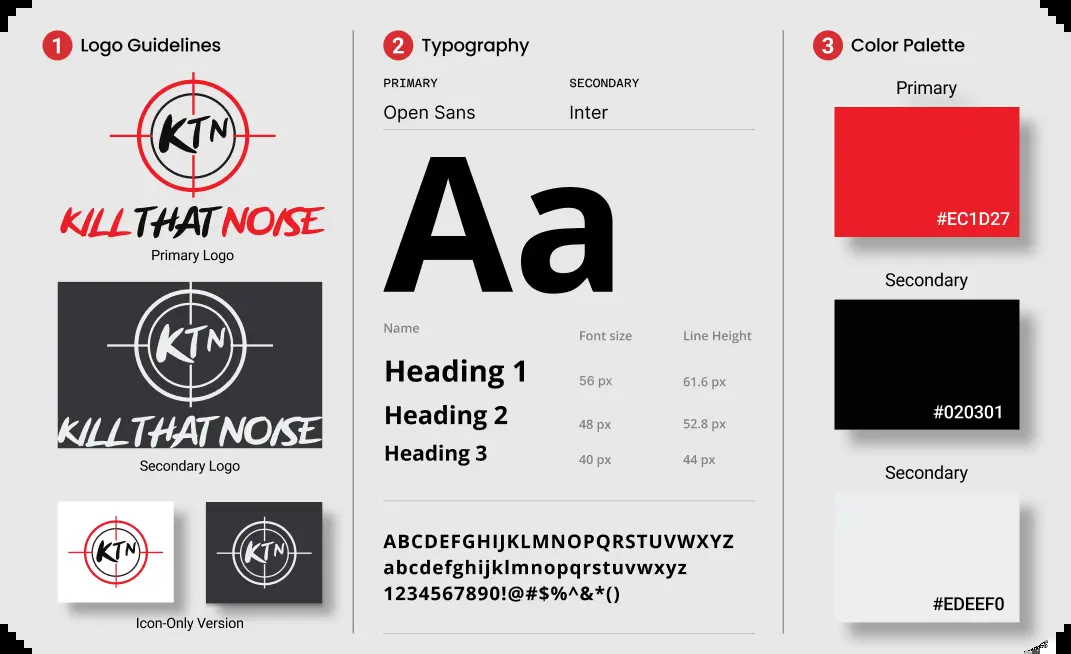 1 Logo Guidelines
KTN
KILL THAT NOISE
Primary Logo
KTN
KILL THAT NOISE
Secondary Logo
KTN
KTN
Icon-Only Version
2 Typography
PRIMARY SECONDARY
Open Sans Inter
Aa
Name Font size Line Height
Heading 1 56 px 61.6 px
Heading 2 48 px 52.8 px
Heading 3 40 px 44 px
ABCDEFGHIJKLMNOPQRSTUVWXYZ
abcdefghijklmnopqrstuvwxyz
1234567890!@#$%^&*()
3 Color Palette
Primary
#EC1D27
Secondary
#020301
Secondary
#EDEEF0